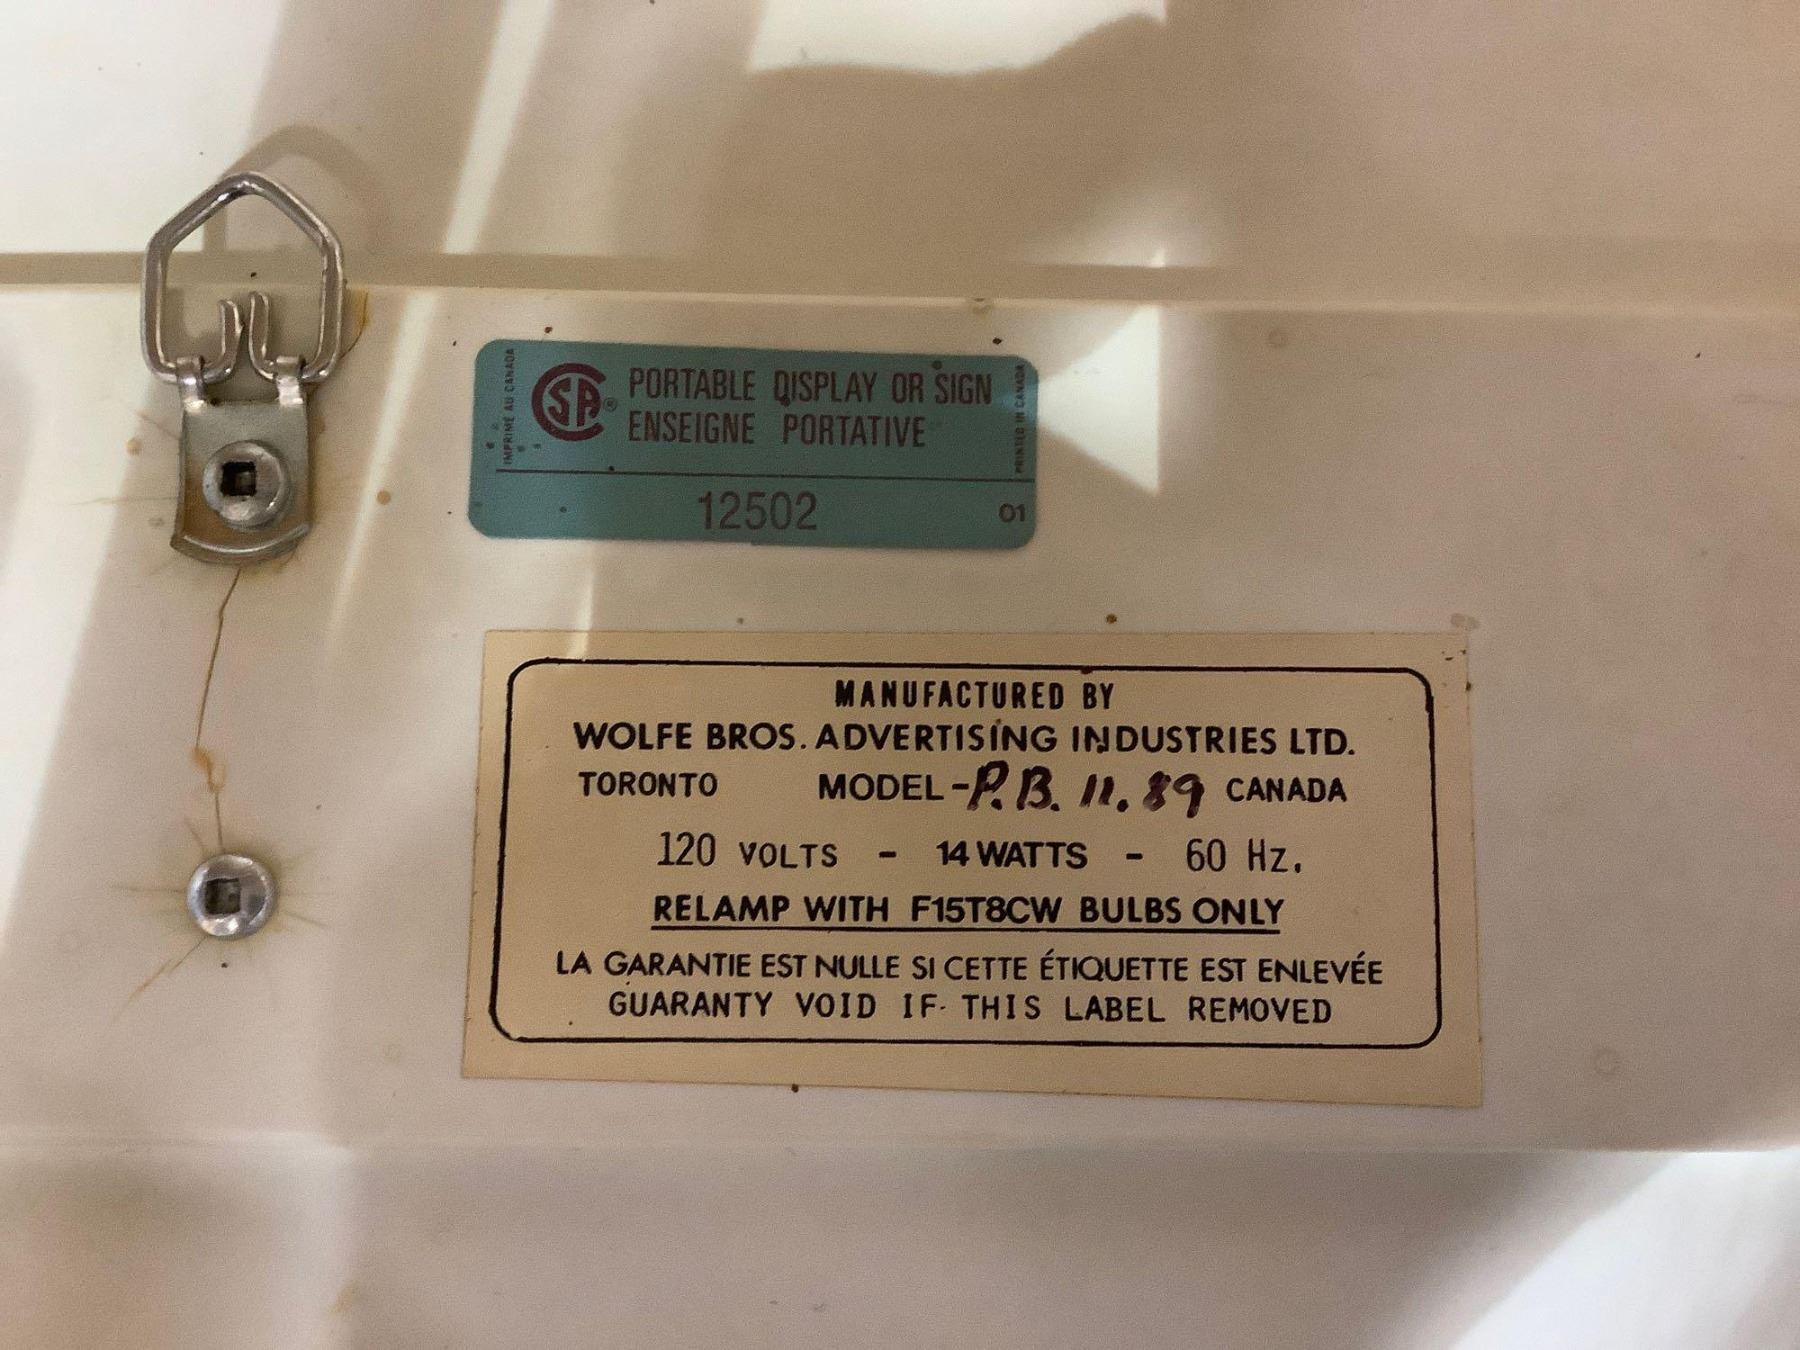 IMPRIMÉ AU CANADA
CSA ® PORTABLE DISPLAY OR SIGN
ENSEIGNE PORTATIVE
PRINTED IN CANADA
12502 01
MANUFACTURED BY
WOLFE BROS. ADVERTISING INDUSTRIES LTD.
TORONTO MODEL - P.B. 11. 89 CANADA
120 VOLTS - 14 WATTS - 60 Hz.
RELAMP WITH F15T8CW BULBS ONLY
LA GARANTIE EST NULLE SI CETTE ÉTIQUETTE EST ENLEVÉE
GUARANTY VOID IF THIS LABEL REMOVED